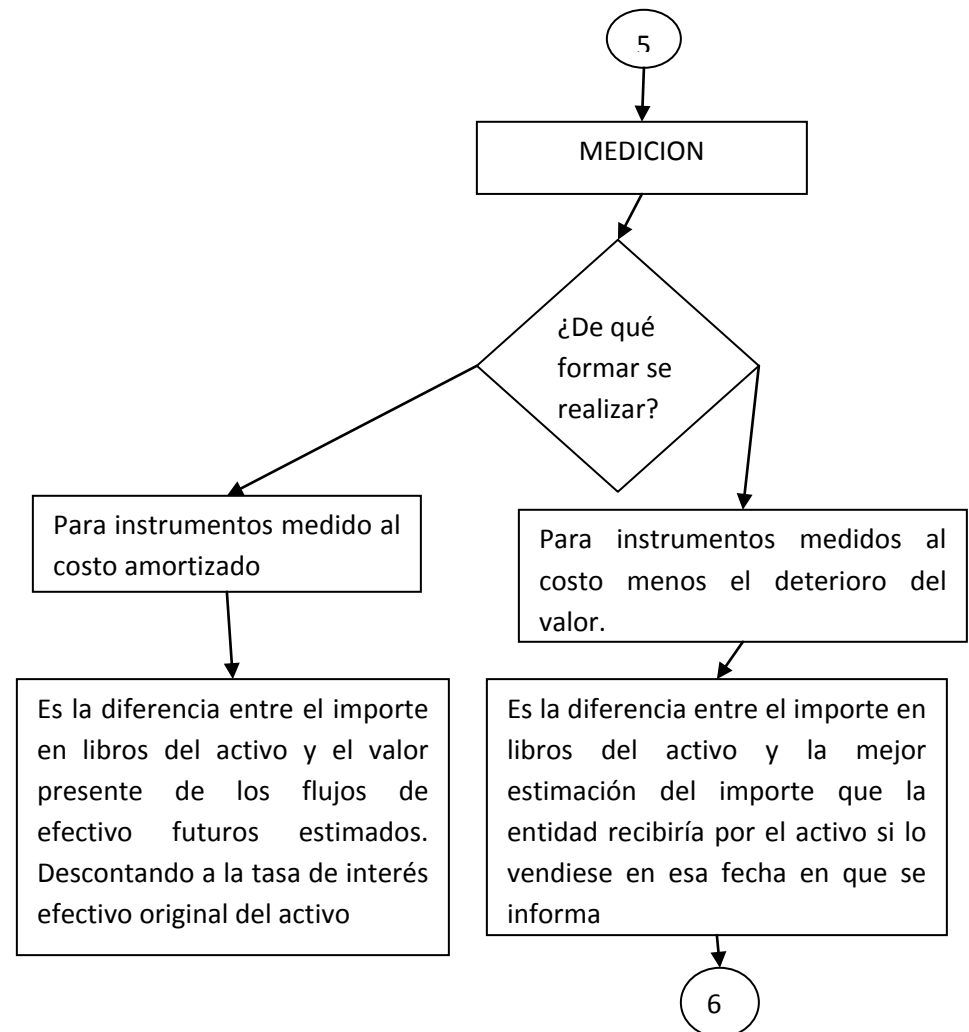 5
MEDICION
¿De qué
formar se
realizar?
Para instrumentos medido al
costo amortizado
Para instrumentos medidos al
costo menos el deterioro del
valor.
Es la diferencia entre el importe
en libros del activo y el valor
presente de los flujos de
efectivo futuros estimados.
Descontando a la tasa de interés
efectivo original del activo
Es la diferencia entre el importe en
libros del activo y la mejor
estimación del importe que la
entidad recibiría por el activo si lo
vendiese en esa fecha en que se
informa
6